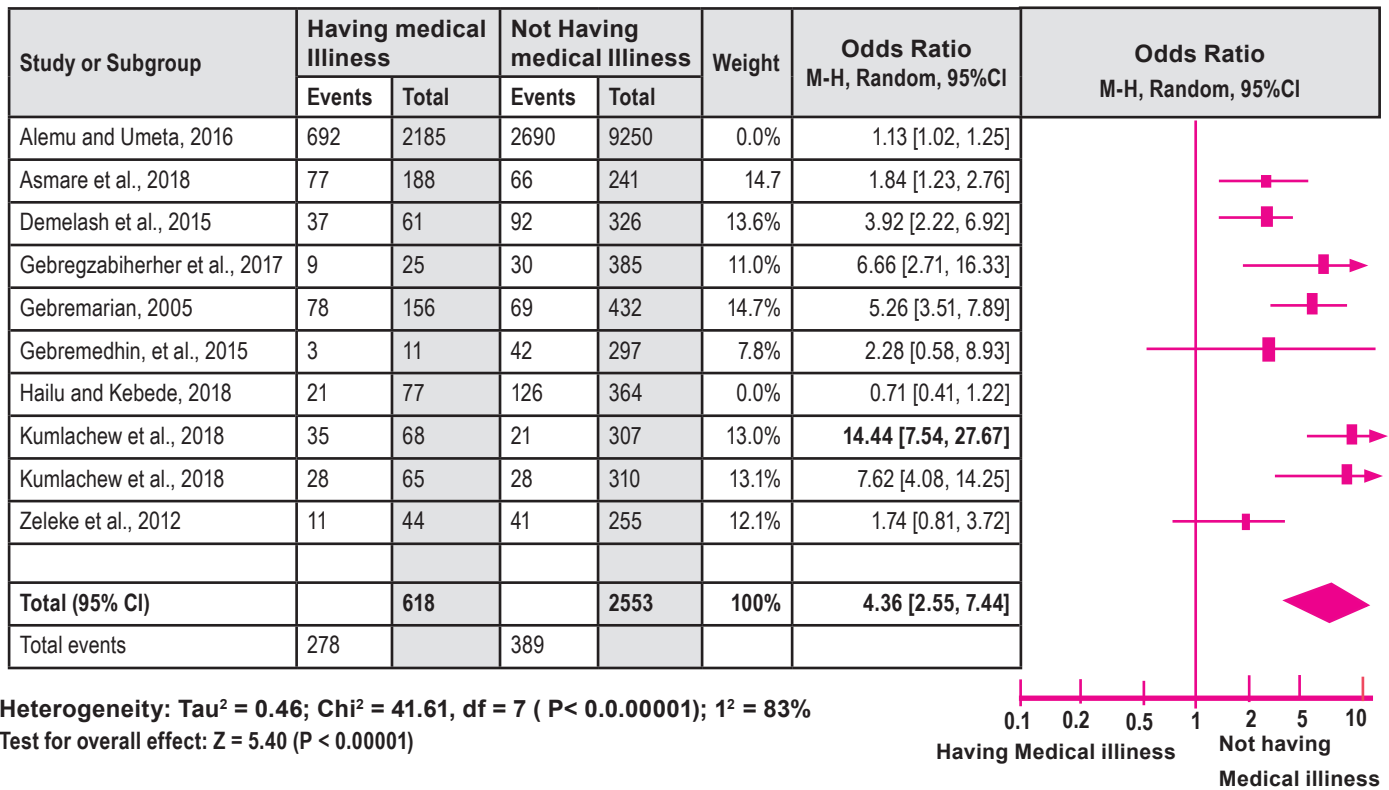 Study or Subgroup Having medical Illiness Not Having medical Illiness Weight Odds Ratio M-H, Random, 95%CI Odds Ratio M-H, Random, 95%CI
Events Total Events Total
Alemu and Umeta, 2016 692 2185 2690 9250 0.0% 1.13 [1.02, 1.25]
Asmare et al., 2018 77 188 66 241 14.7 1.84 [1.23, 2.76]
Demelash et al., 2015 37 61 92 326 13.6% 3.92 [2.22, 6.92]
Gebregzabiherher et al., 2017 9 25 30 385 11.0% 6.66 [2.71, 16.33]
Gebremarian, 2005 78 156 69 432 14.7% 5.26 [3.51, 7.89]
Gebremedhin, et al., 2015 3 11 42 297 7.8% 2.28 [0.58, 8.93]
Hailu and Kebede, 2018 21 77 126 364 0.0% 0.71 [0.41, 1.22]
Kumlachew et al., 2018 35 68 21 307 13.0% 14.44 [7.54, 27.67]
Kumlachew et al., 2018 28 65 28 310 13.1% 7.62 [4.08, 14.25]
Zeleke et al., 2012 11 44 41 255 12.1% 1.74 [0.81, 3.72]
Total (95% CI) 618 2553 100% 4.36 [2.55, 7.44]
Total events 278 389
Heterogeneity: Tau² = 0.46; Chi² = 41.61, df = 7 ( P< 0.0.00001); 1² = 83%
Test for overall effect: Z = 5.40 (P < 0.00001)
0.1 0.2 0.5 1 2 5 10
Having Medical illiness Not having
Medical illiness